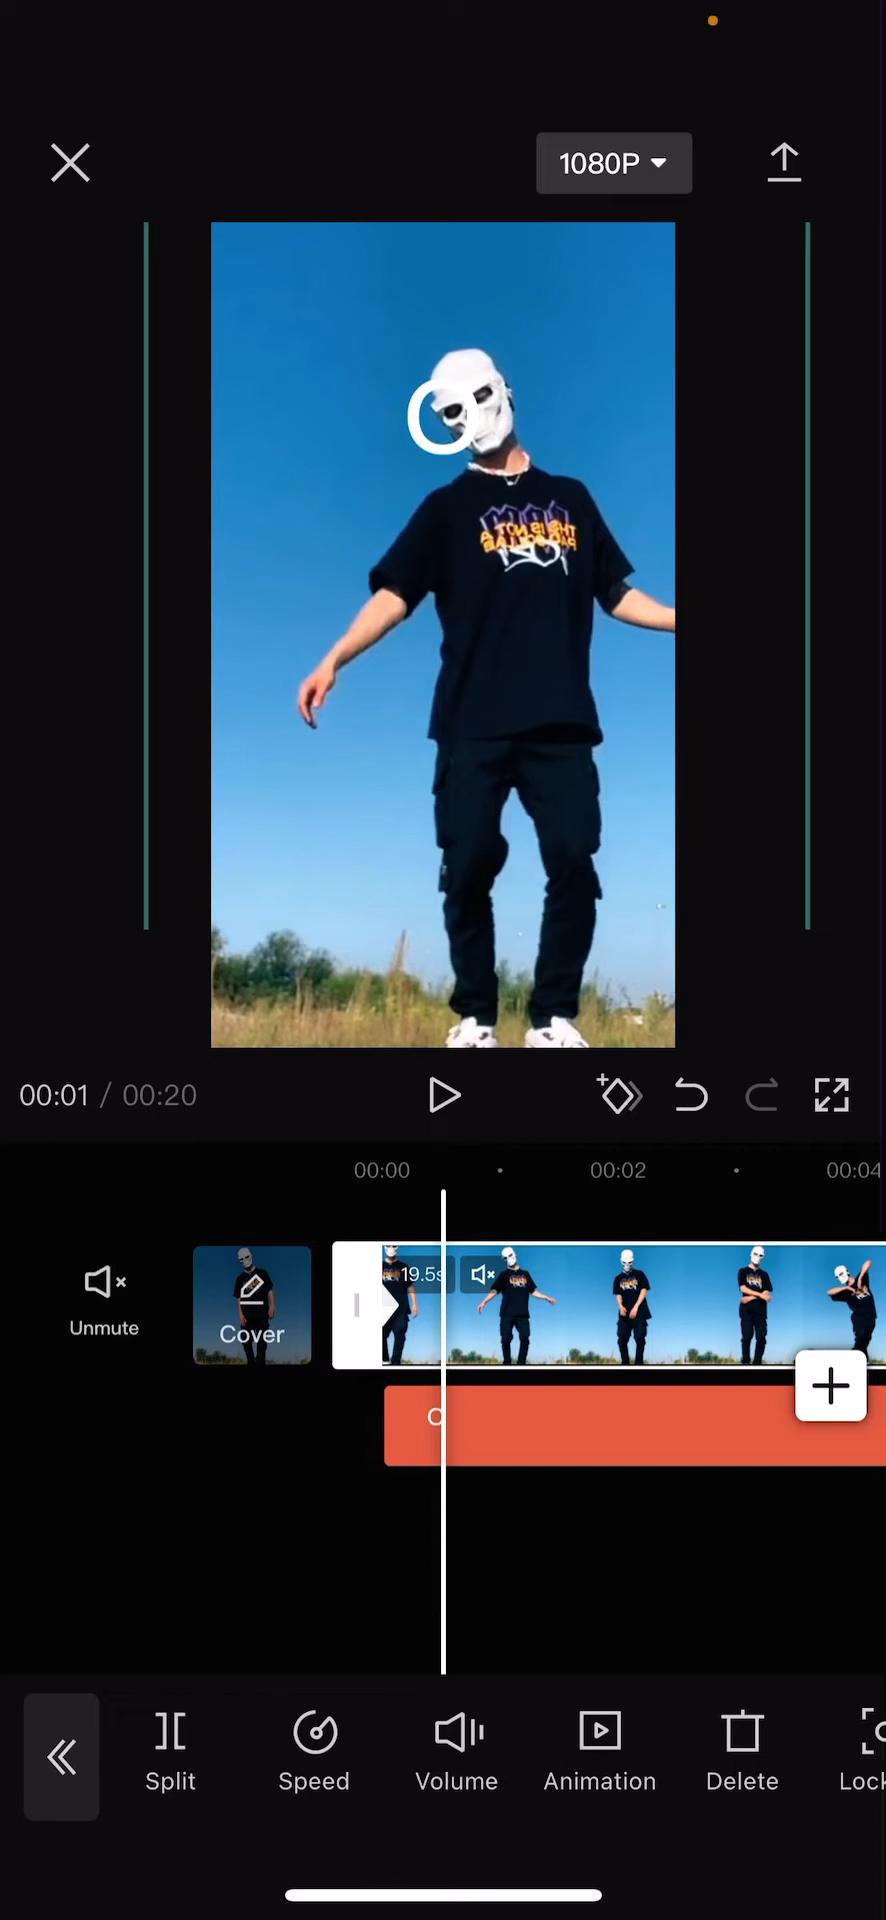 1080P
O
00:01 / 00:20
00:00
00:02
00:04
Unmute
Cover
19.5s
O
Split
Speed
Volume
Animation
Delete
Lock